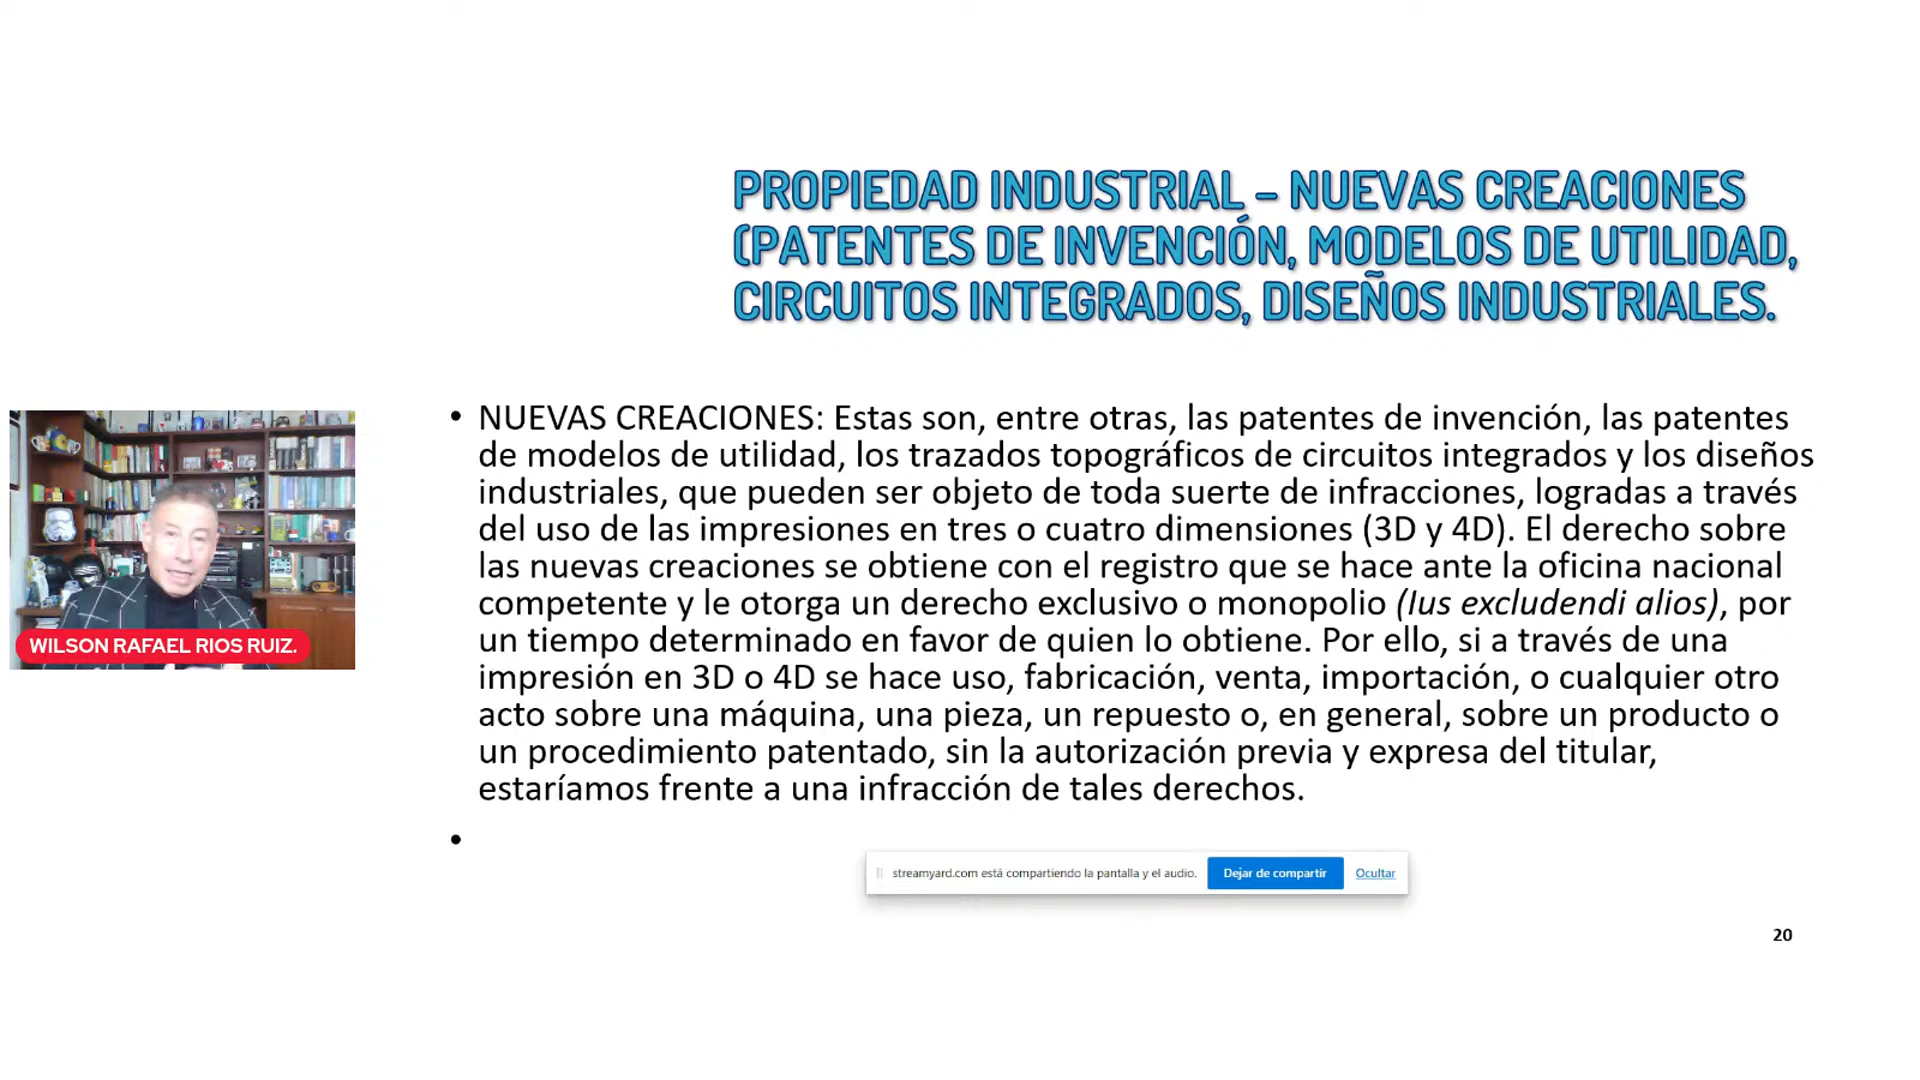 PROPIEDAD INDUSTRIAL – NUEVAS CREACIONES
(PATENTES DE INVENCIÓN, MODELOS DE UTILIDAD,
CIRCUITOS INTEGRADOS, DISEÑOS INDUSTRIALES.
• NUEVAS CREACIONES: Estas son, entre otras, las patentes de invención, las patentes
de modelos de utilidad, los trazados topográficos de circuitos integrados y los diseños
industriales, que pueden ser objeto de toda suerte de infracciones, logradas a través
del uso de las impresiones en tres o cuatro dimensiones (3D y 4D). El derecho sobre
las nuevas creaciones se obtiene con el registro que se hace ante la oficina nacional
competente y le otorga un derecho exclusivo o monopolio (Ius excludendi alios), por
un tiempo determinado en favor de quien lo obtiene. Por ello, si a través de una
impresión en 3D o 4D se hace uso, fabricación, venta, importación, o cualquier otro
acto sobre una máquina, una pieza, un repuesto o, en general, sobre un producto o
un procedimiento patentado, sin la autorización previa y expresa del titular,
estaríamos frente a una infracción de tales derechos.
•
WILSON RAFAEL RIOS RUIZ.
streamyard.com está compartiendo la pantalla y el audio. Dejar de compartir Ocultar
20